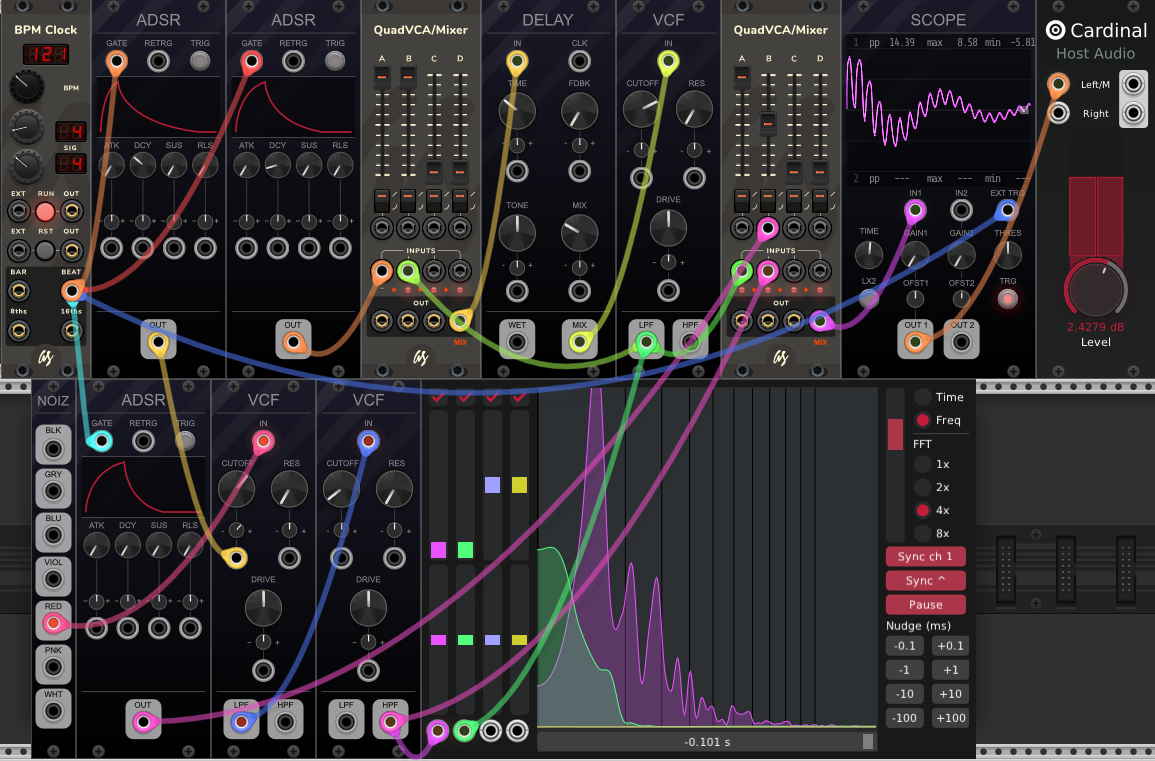 BPM Clock
121
BPM
4
SIG
4
EXT RUN OUT
EXT RST OUT
BAR BEAT
8ths 16ths
ADSR
GATE RETRG TRIG
ATK DCY SUS RLS
OUT
ADSR
GATE RETRG TRIG
ATK DCY SUS RLS
OUT
QuadVCA/Mixer
A B C D
INPUTS
OUT
MIX
DELAY
IN CLK
TIME FDBK
TONE MIX
WET MIX
VCF
IN
CUTOFF RES
DRIVE
LPF HPF
QuadVCA/Mixer
A B C D
INPUTS
OUT
MIX
SCOPE
1 pp 14.39 max 8.58 min -5.81
2 pp --- max --- min ---
IN1 IN2 EXT TRG
TIME GAIN1 GAIN2 THRES
LX2 OFST1 OFST2 TRG
OUT 1 OUT 2
Cardinal
Host Audio
Left/M
Right
2.4279 dB
Level
NOIZ
BLK
GRY
BLU
VIOL
RED
PNK
WHT
ADSR
GATE RETRG TRIG
ATK DCY SUS RLS
OUT
VCF
IN
CUTOFF RES
DRIVE
LPF HPF
VCF
IN
CUTOFF RES
DRIVE
LPF HPF
-0.101 s
Time
Freq
FFT
1x
2x
4x
8x
Sync ch 1
Sync ^
Pause
Nudge (ms)
-0.1 +0.1
-1 +1
-10 +10
-100 +100